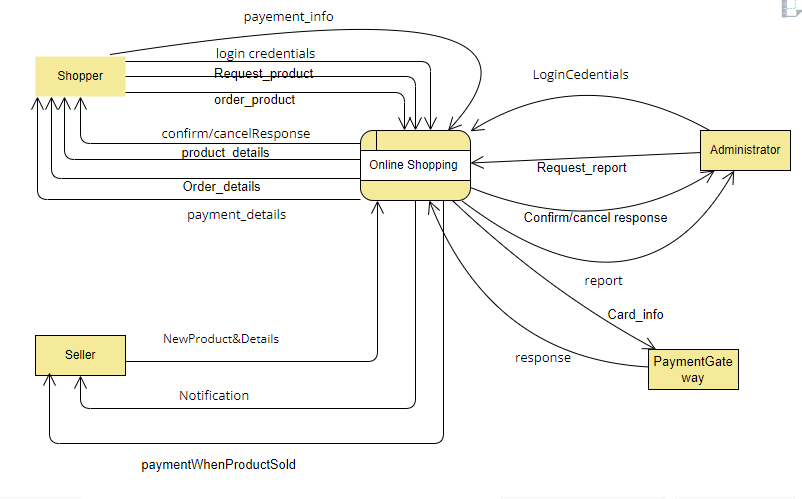 payement_info
login credentials
Request_product
order_product
Shopper
confirm/cancelResponse
product_details
Order_details
payment_details
Online Shopping
LoginCedentials
Administrator
Request_report
Confirm/cancel response
report
Card_info
response
PaymentGate
way
Seller
NewProduct&Details
Notification
paymentWhenProductSold